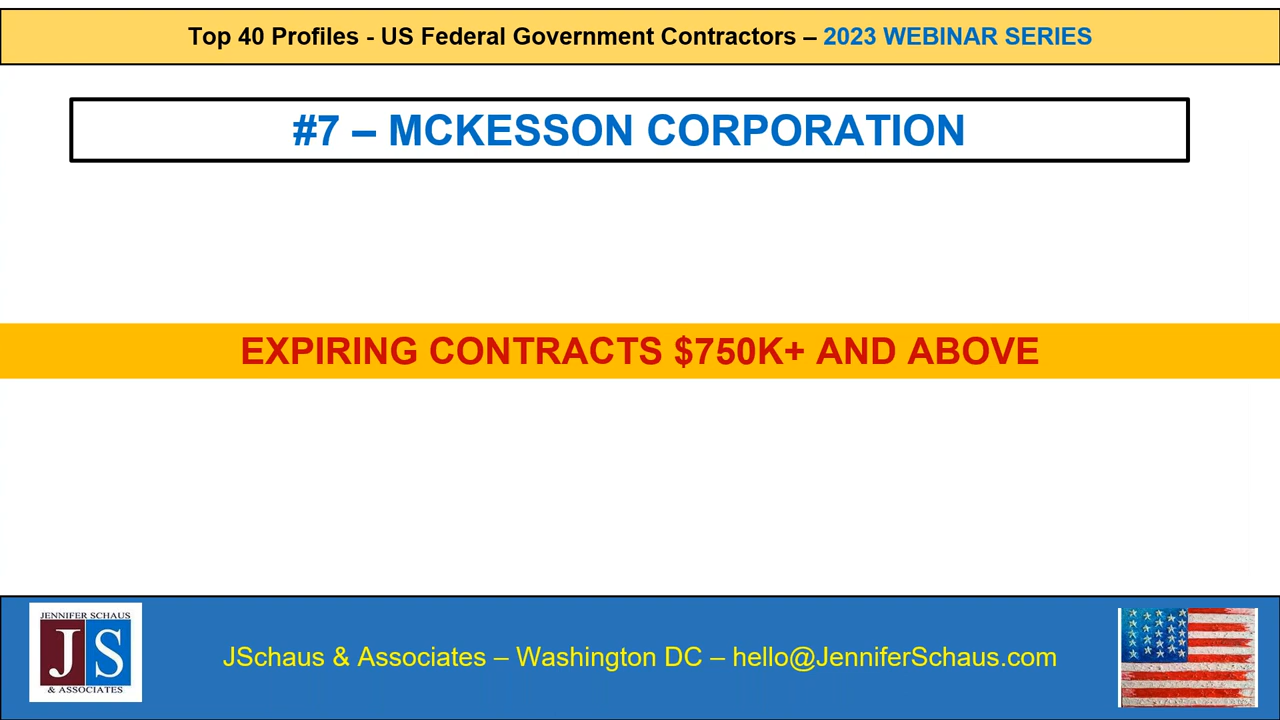 Top 40 Profiles - US Federal Government Contractors – 2023 WEBINAR SERIES
#7 – MCKESSON CORPORATION
EXPIRING CONTRACTS $750K+ AND ABOVE
JENNIFER SCHAUS
JS
& ASSOCIATES
JSchaus & Associates – Washington DC – hello@JenniferSchaus.com